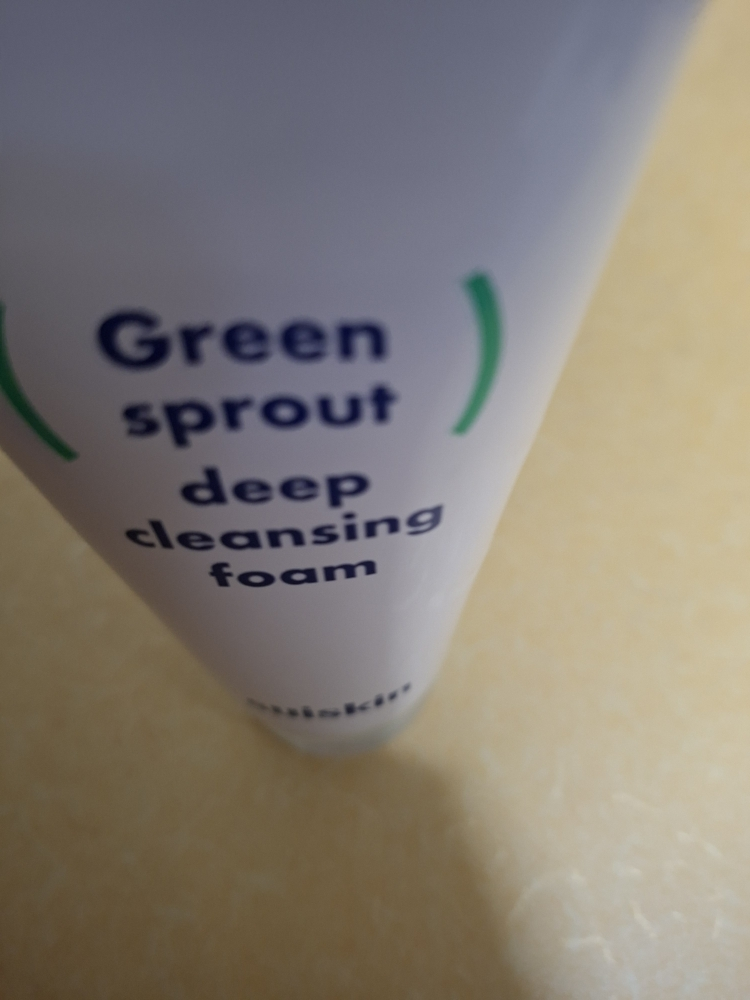 Green
sprout
deep
cleansing
foam